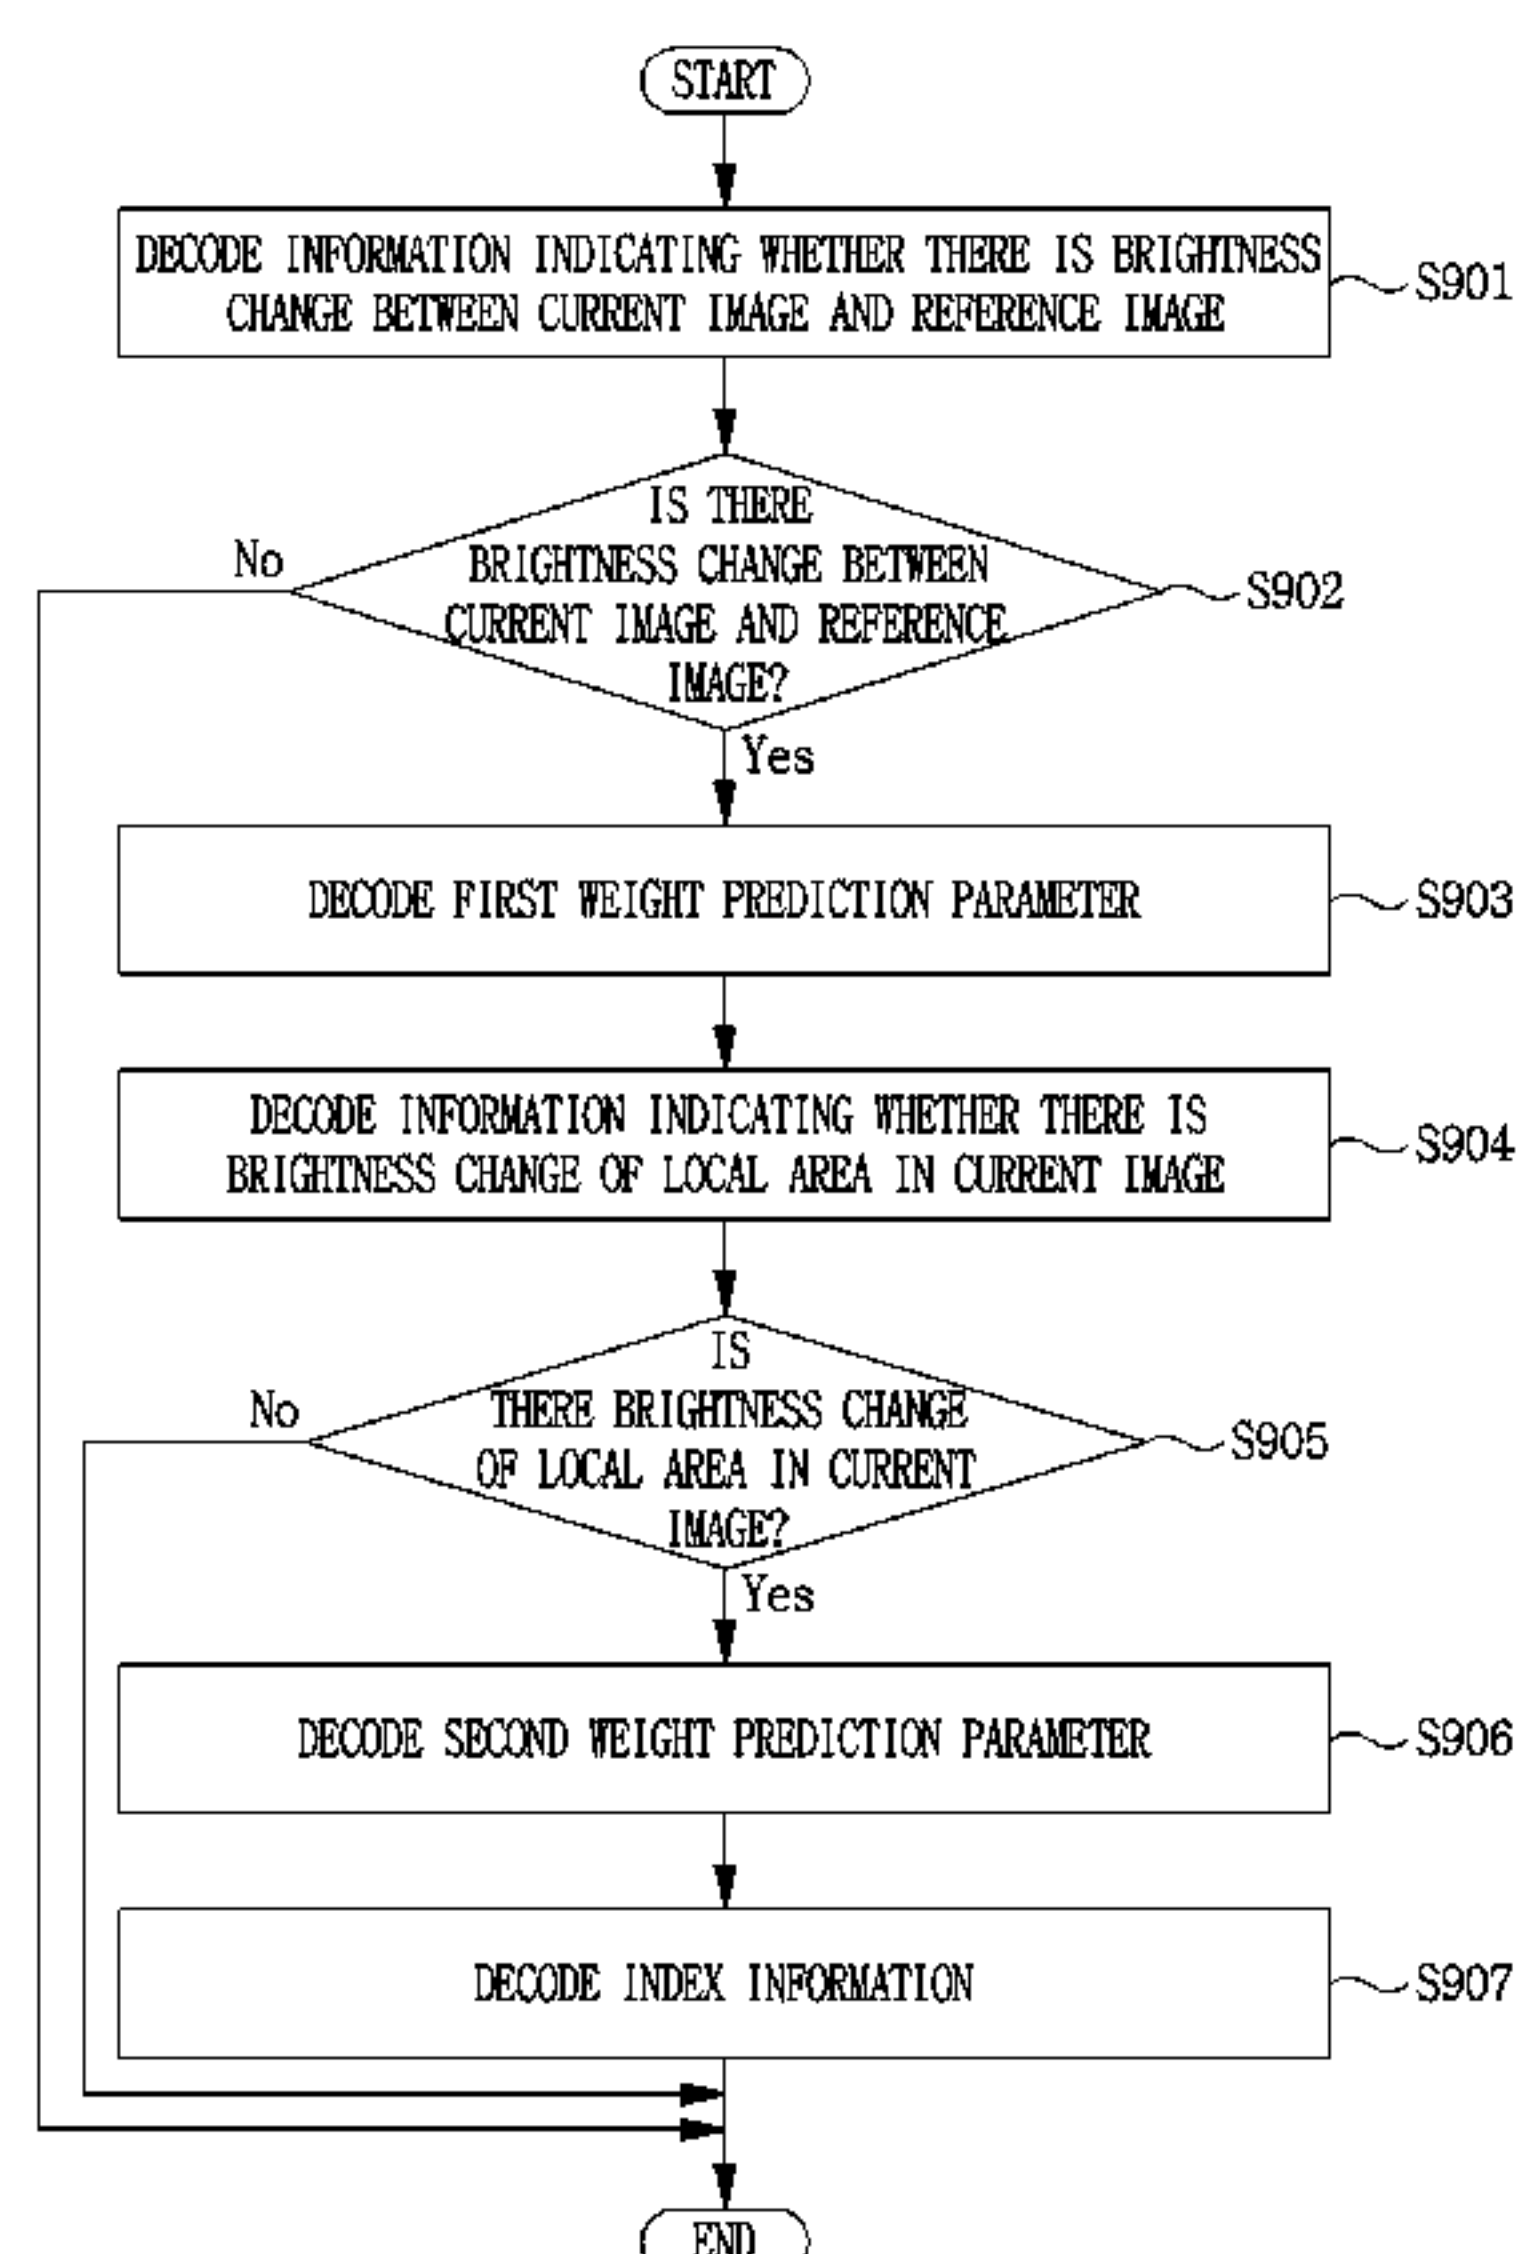 START
DECODE INFORMATION INDICATING WHETHER THERE IS BRIGHTNESS
CHANGE BETWEEN CURRENT IMAGE AND REFERENCE IMAGE
S901
IS THERE
BRIGHTNESS CHANGE BETWEEN
CURRENT IMAGE AND REFERENCE
IMAGE?
No
S902
Yes
DECODE FIRST WEIGHT PREDICTION PARAMETER
S903
DECODE INFORMATION INDICATING WHETHER THERE IS
BRIGHTNESS CHANGE OF LOCAL AREA IN CURRENT IMAGE
S904
IS
THERE BRIGHTNESS CHANGE
OF LOCAL AREA IN CURRENT
IMAGE?
No
S905
Yes
DECODE SECOND WEIGHT PREDICTION PARAMETER
S906
DECODE INDEX INFORMATION
S907
END